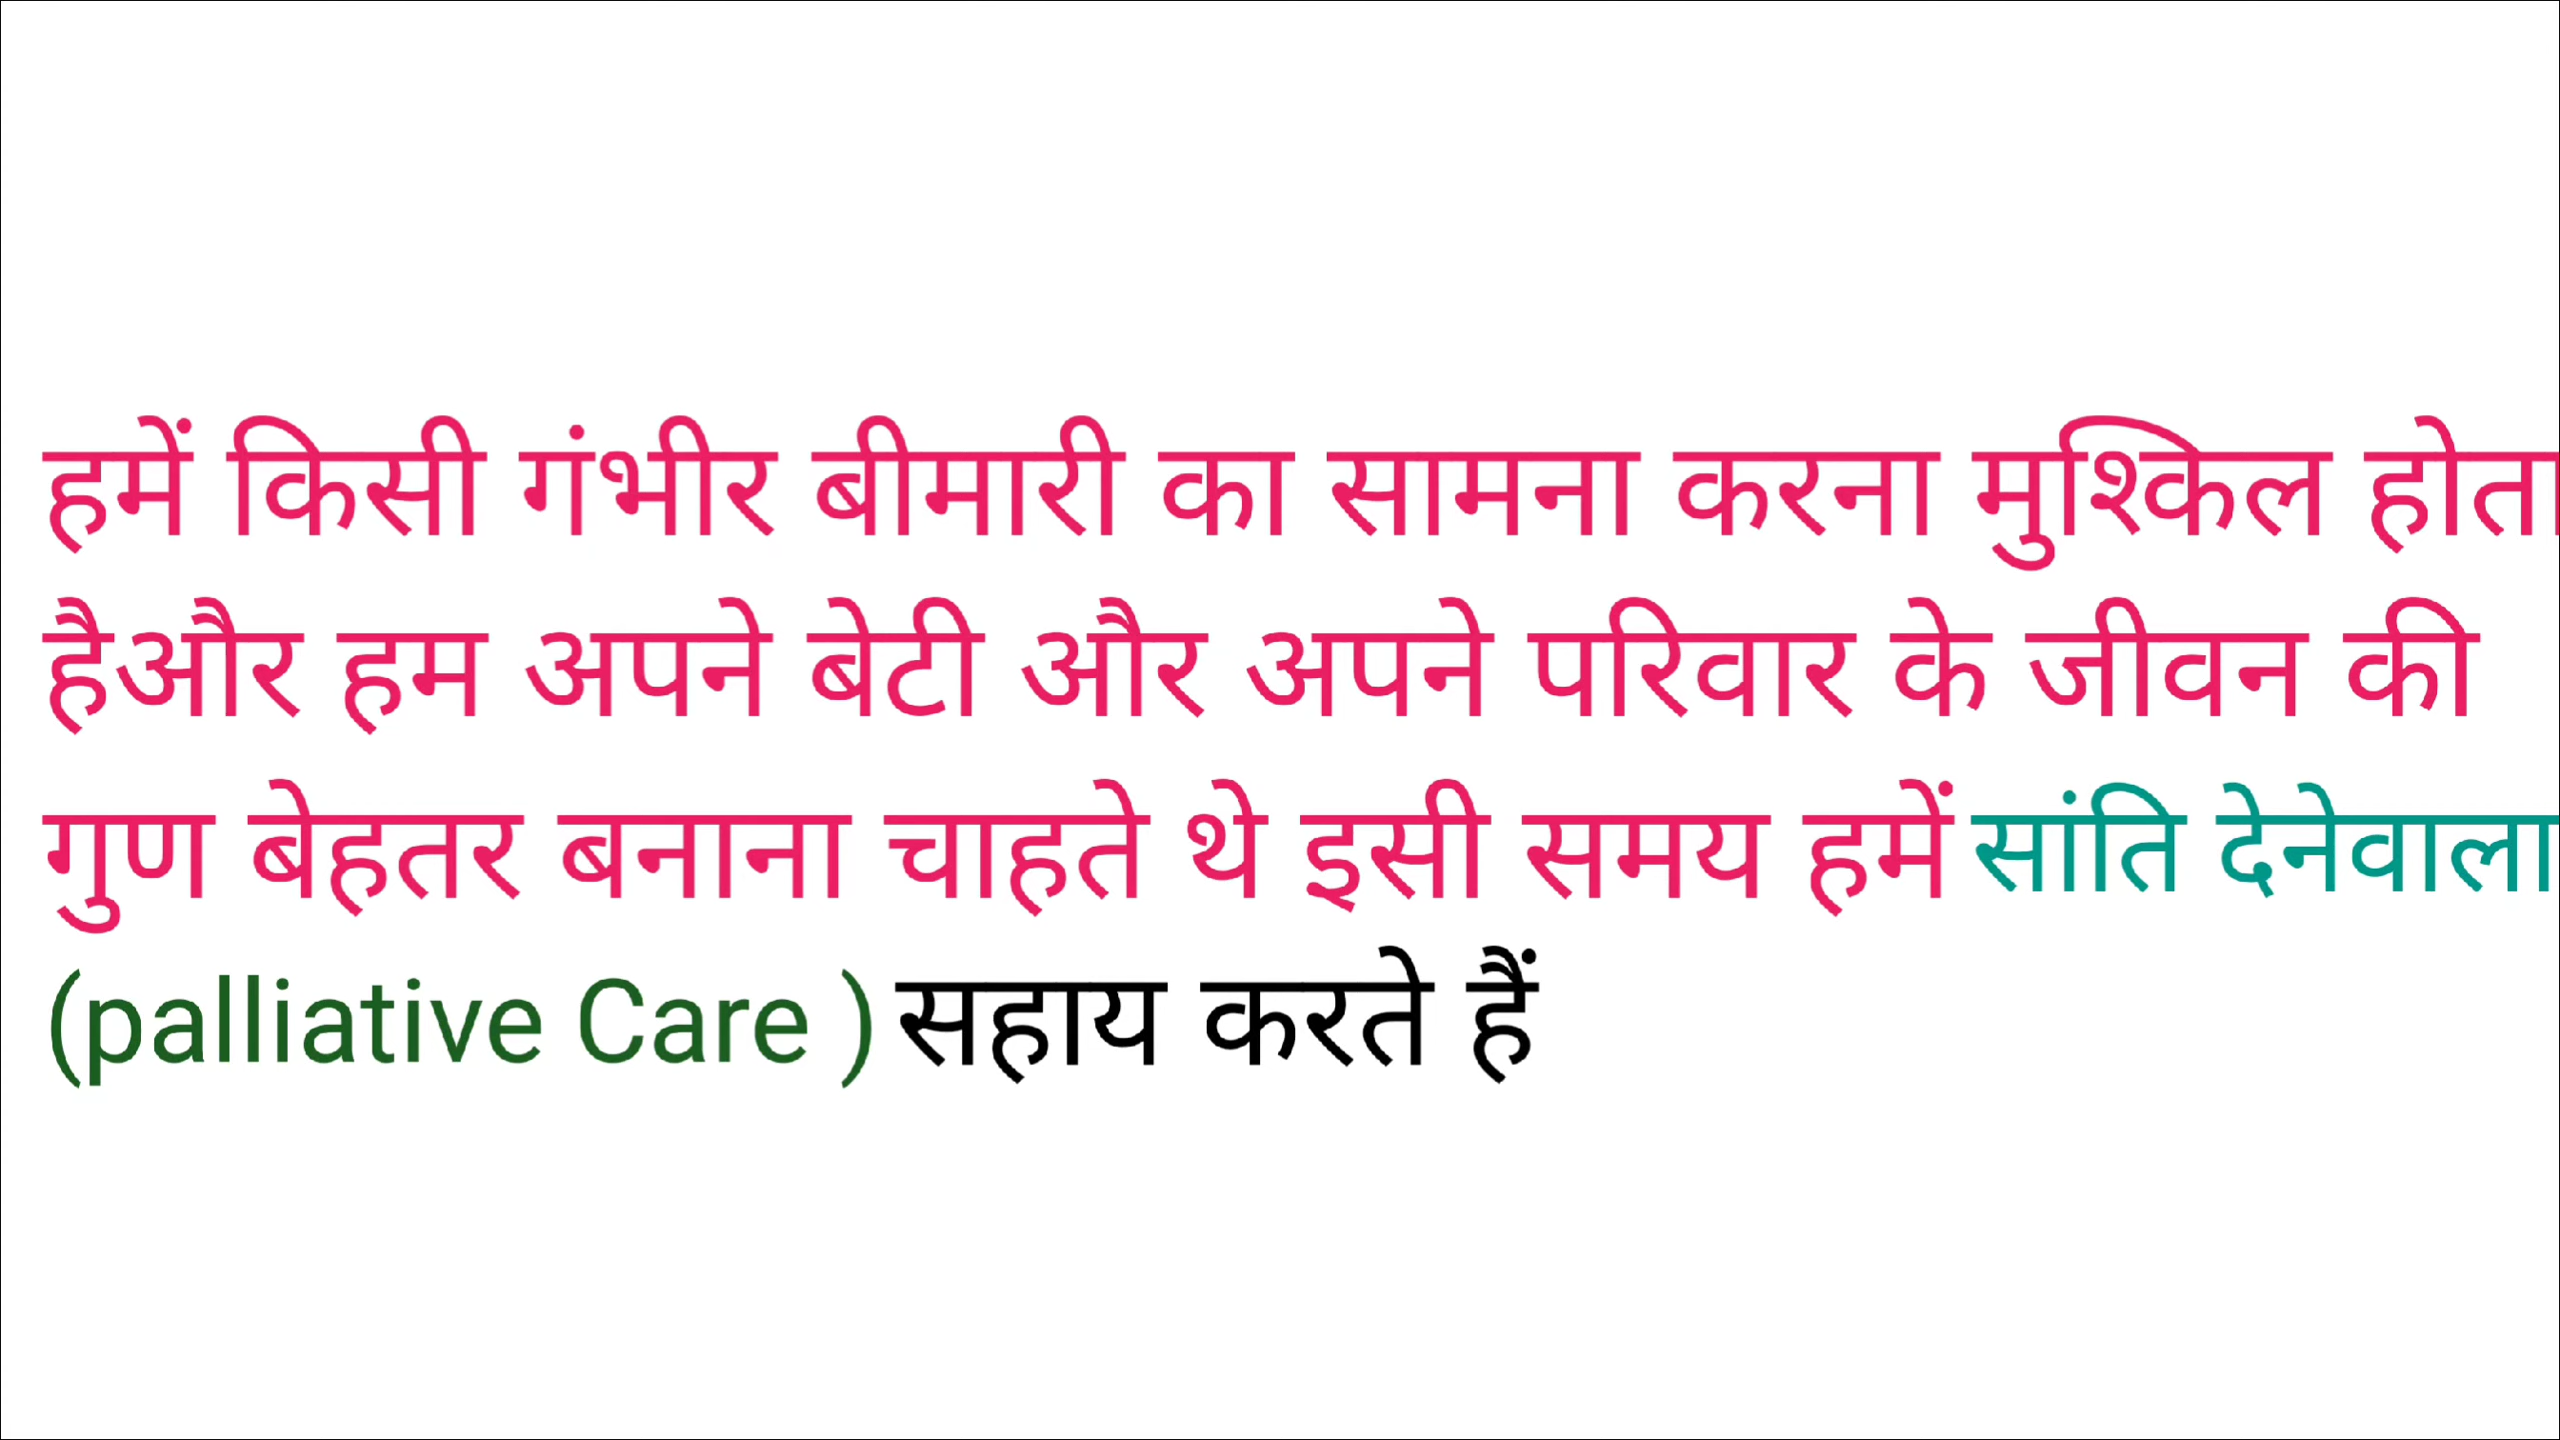 हमें किसी गंभीर बीमारी का सामना करना मुश्किल होता
हैऔर हम अपने बेटी और अपने परिवार के जीवन की
गुण बेहतर बनाना चाहते थे इसी समय हमें सांति देनेवाला
(palliative Care ) सहाय करते हैं